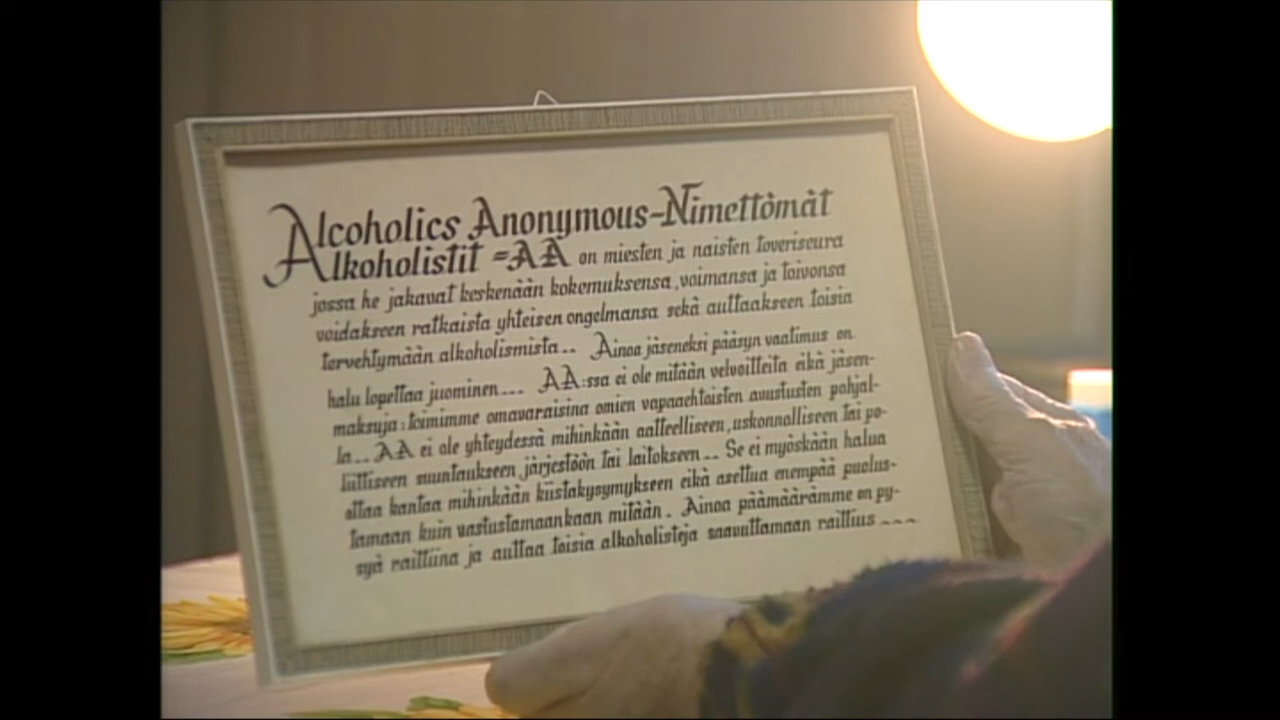 Alcoholics Anonymous-Nimettömät
Alkoholistit =AA on miesten ja naisten toveriseura
jossa he jakavat keskenään kokemuksensa, voimansa ja toivonsa
voidakseen ratkaista yhteisen ongelmansa sekä auttaakseen toisia
tervehtymään alkoholismista.. Ainoa jäseneksi pääsyn vaatimus on
halu lopettaa juominen... AA:ssa ei ole mitään velvoitteita eikä jäsen-
maksuja: toimimme omavaraisina omien vapaaehtoisten avustusten pohjal-
la.. AA ei ole yhteydessä mihinkään aatteelliseen, uskonnolliseen tai po-
liittiseen suuntaukseen järjestöön tai laitokseen.. Se ei myöskään halua
ottaa kantaa mihinkään kiistakysymykseen eikä asettua enempää puolus-
tamaan kuin vastustamaankaan mitään. Ainoa päämäärämme on py-
syä raittiina ja auttaa toisia alkoholisteja saavuttamaan raittius ....